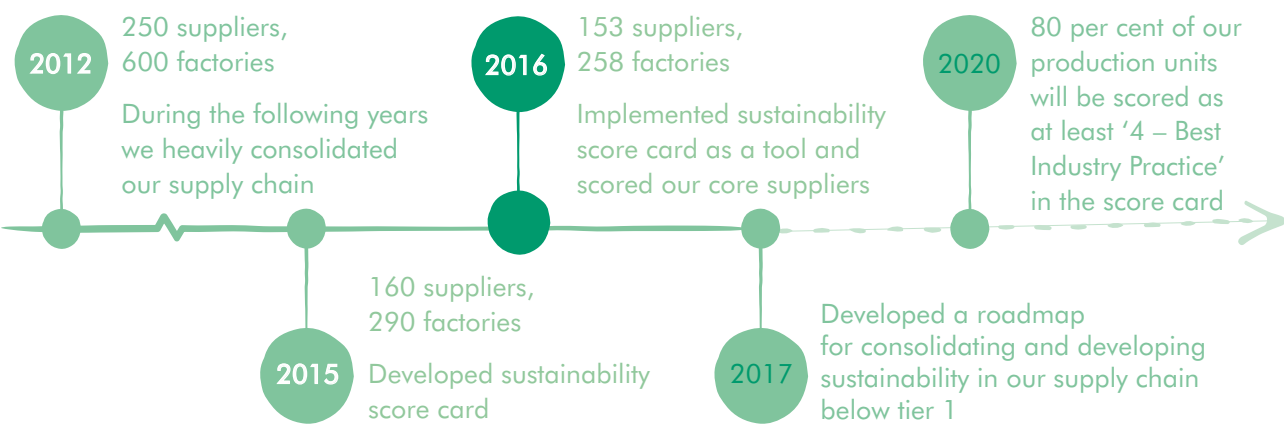 2012
250 suppliers,
600 factories
During the following years
we heavily consolidated
our supply chain
2015
160 suppliers,
290 factories
Developed sustainability
score card
2016
153 suppliers,
258 factories
Implemented sustainability
score card as a tool and
scored our core suppliers
2017
Developed a roadmap
for consolidating and developing
sustainability in our supply chain
below tier 1
2020
80 per cent of our
production units
will be scored as
at least ‘4 – Best
Industry Practice’
in the score card